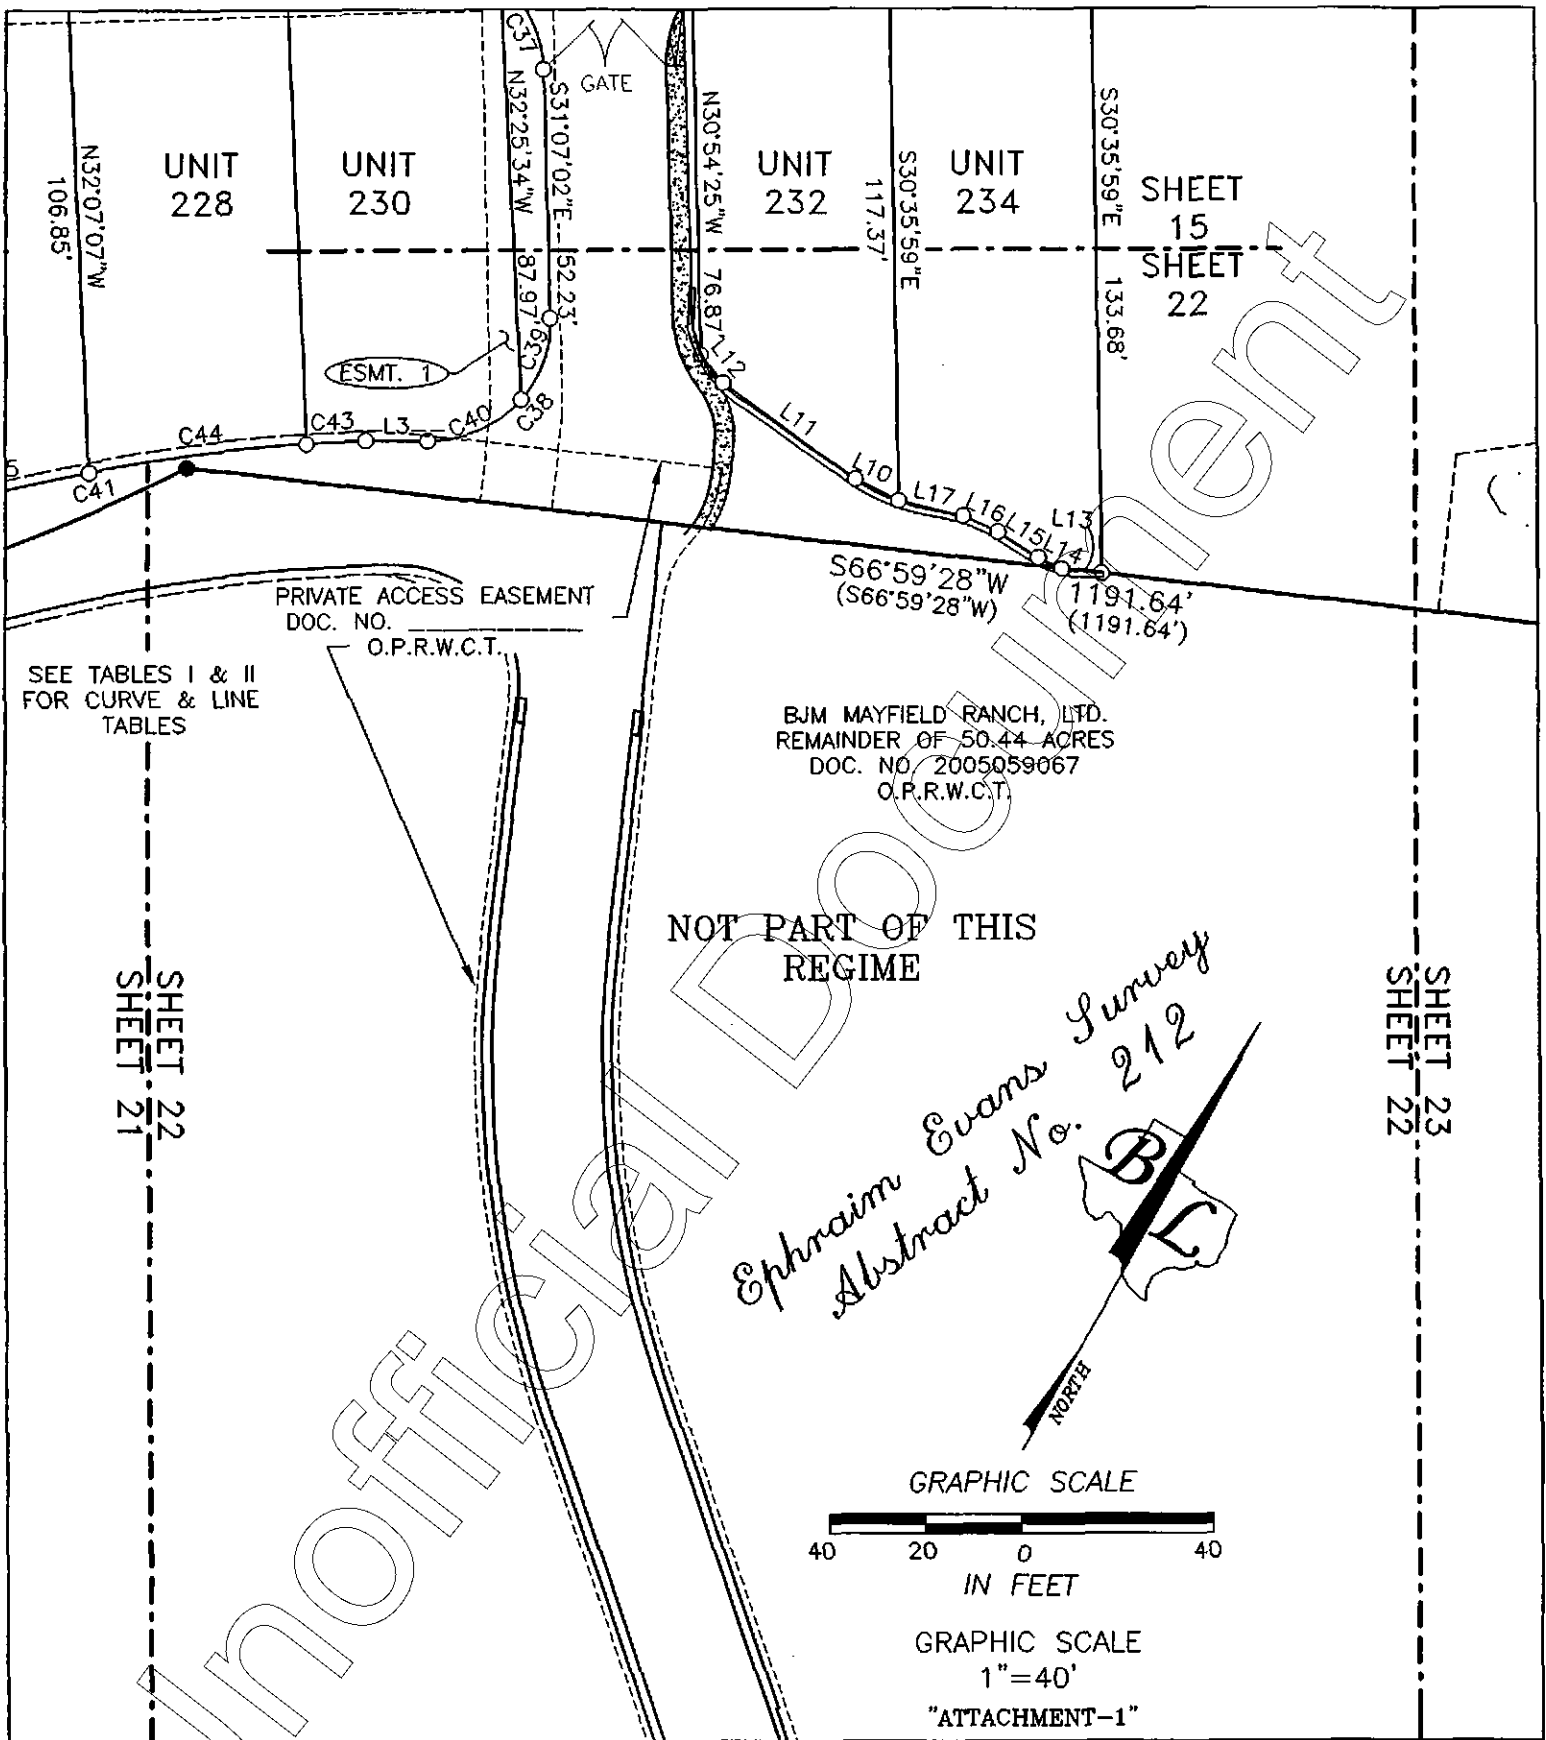 C37
GATE
N32°07'07"W
106.85'
UNIT
228
UNIT
230
N32°25'34"W
87.97'
S31°07'02"E
52.23'
N30°54'25"W
76.87'
UNIT
232
S30°35'59"E
117.37'
UNIT
234
S30°35'59"E
133.68'
SHEET
15
SHEET
22
ESMT. 1
C39
C38
L12
L11
C44
C43
L3
C40
C41
5
L10
L17
L16
L15
L14
L13
S66°59'28"W
(S66°59'28"W)
1191.64'
(1191.64')
PRIVATE ACCESS EASEMENT
DOC. NO.
O.P.R.W.C.T.
SEE TABLES I & II
FOR CURVE & LINE
TABLES
BJM MAYFIELD RANCH, LTD.
REMAINDER OF 50.44 ACRES
DOC. NO. 2005059067
O.P.R.W.C.T.
NOT PART OF THIS
REGIME
SHEET 22
SHEET 21
SHEET 23
SHEET 22
Ephraim Evans Survey
Abstract No. 212
B
L
NORTH
GRAPHIC SCALE
40 20 0 40
IN FEET
GRAPHIC SCALE
1"=40'
"ATTACHMENT-1"
Unofficial Document